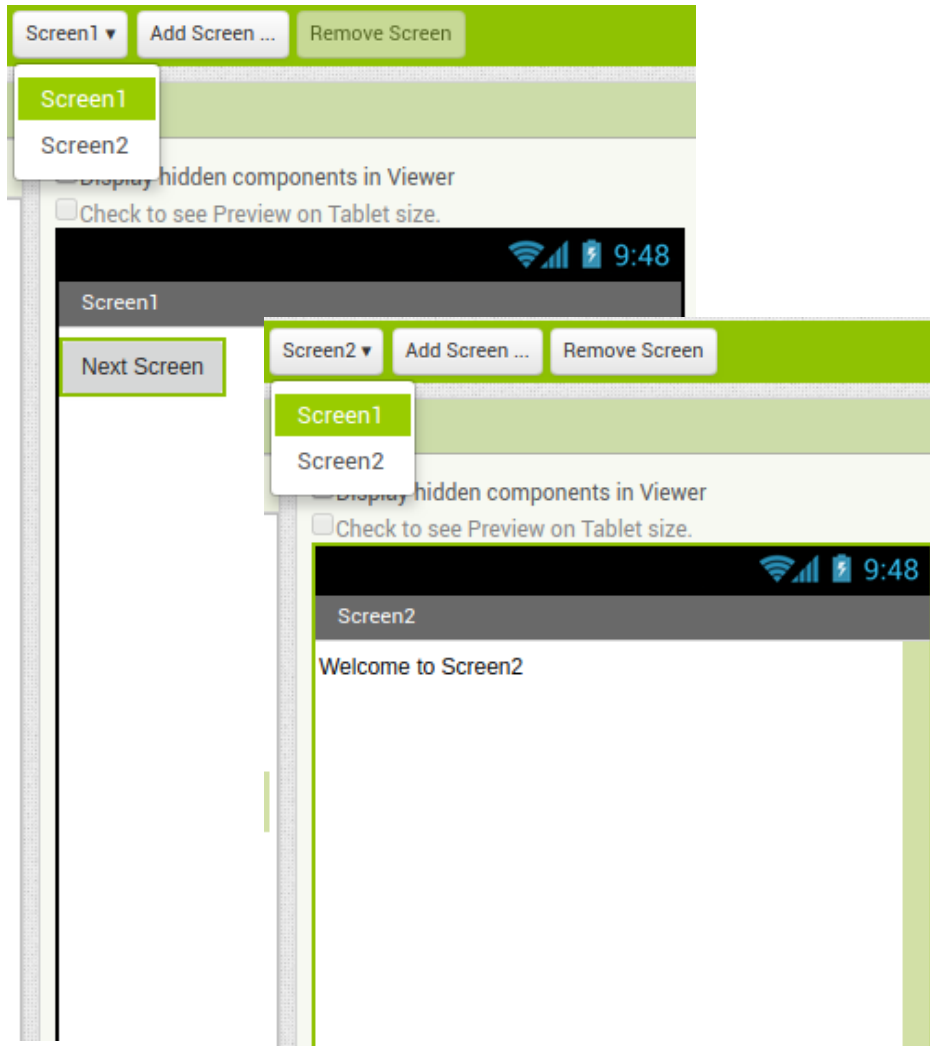 Screen1 ▾ Add Screen ... Remove Screen
Screen1
Screen2
Display hidden components in Viewer
Check to see Preview on Tablet size.
9:48
Screen1
Next Screen
Screen2 ▾ Add Screen ... Remove Screen
Screen1
Screen2
Display hidden components in Viewer
Check to see Preview on Tablet size.
9:48
Screen2
Welcome to Screen2